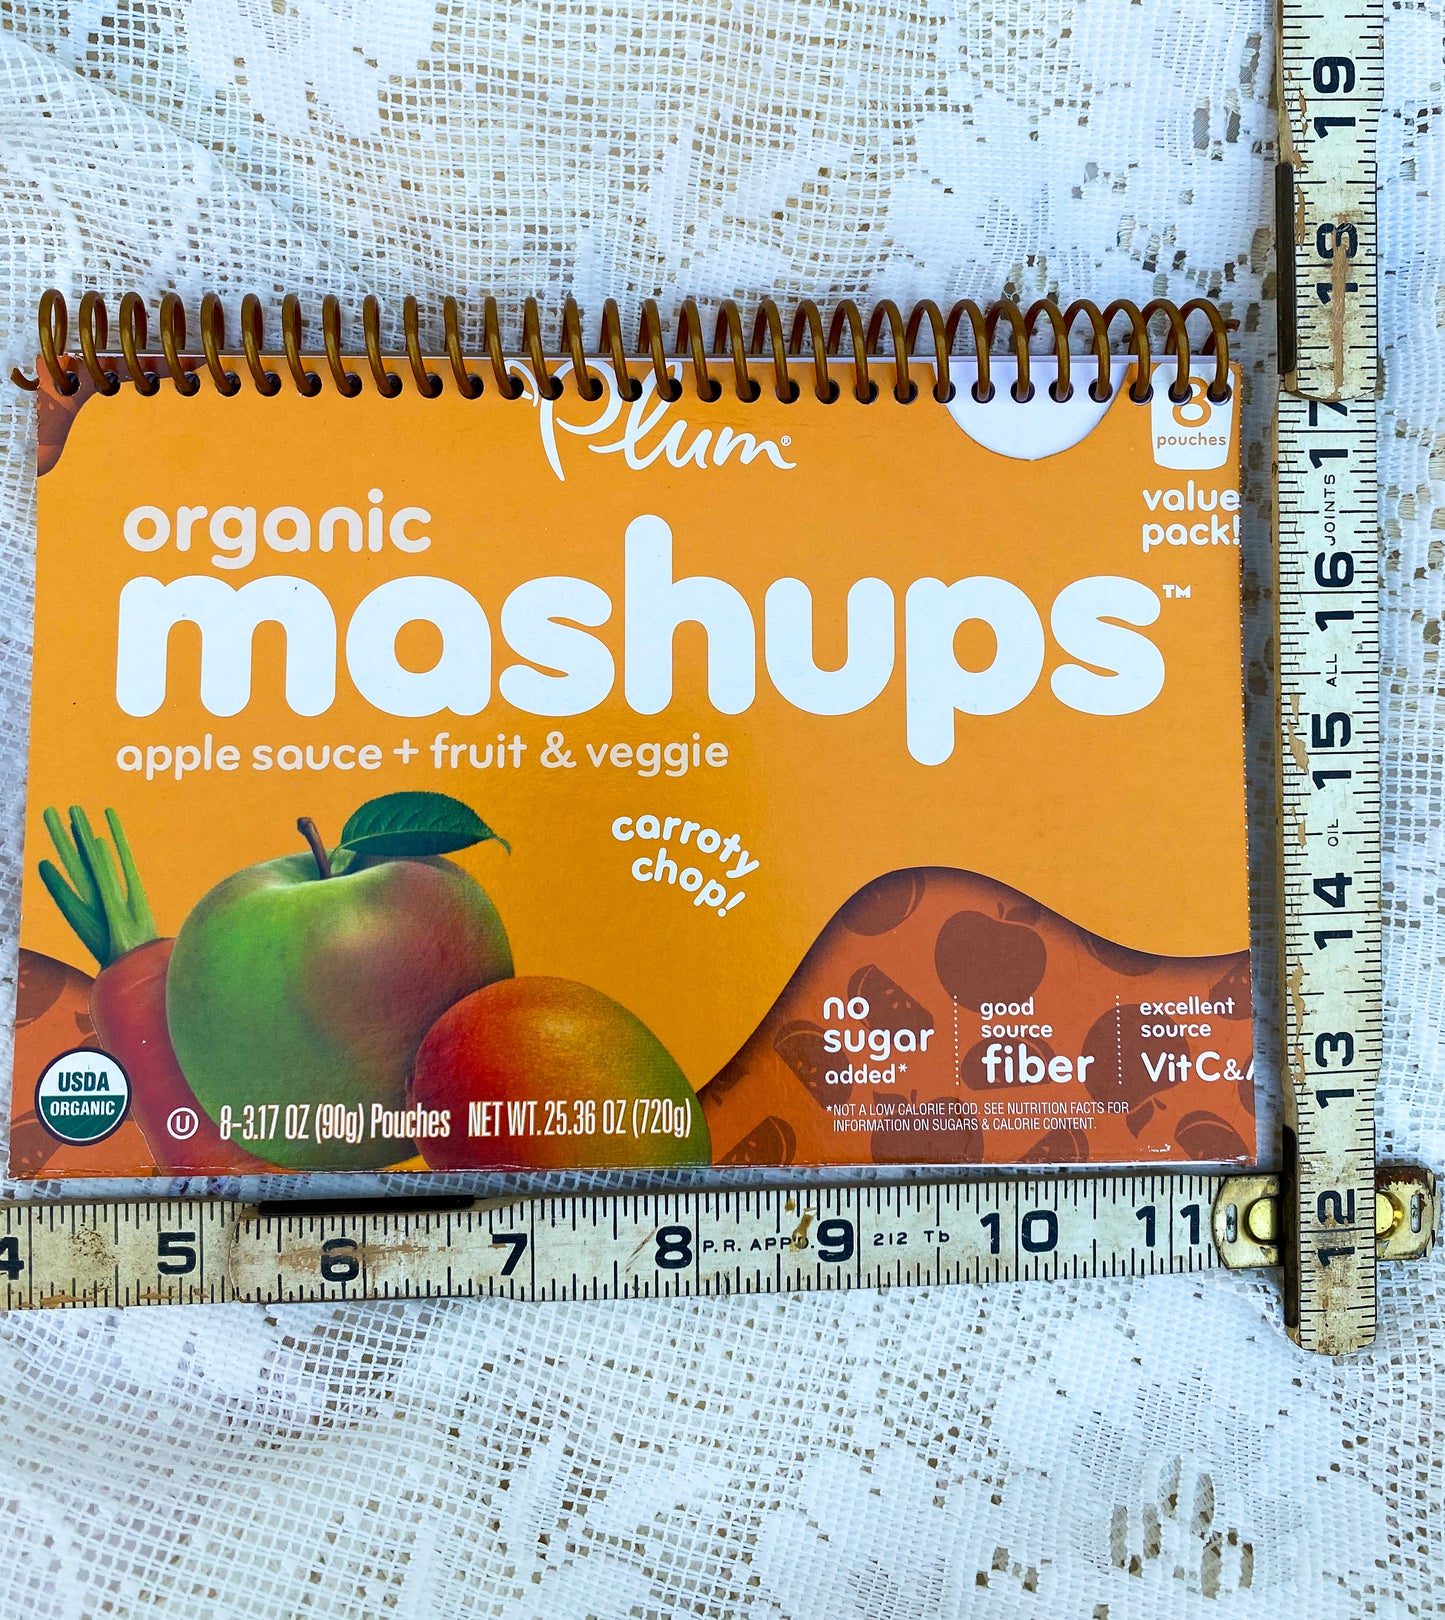 Plum®
8
pouches
value
pack!
organic
mashups™
apple sauce + fruit & veggie
carroty
chop!
no
sugar
added*
good
source
fiber
excellent
source
Vit C &
*NOT A LOW CALORIE FOOD. SEE NUTRITION FACTS FOR
INFORMATION ON SUGARS & CALORIE CONTENT.
USDA
ORGANIC
U
8-3.17 OZ (90g) Pouches NET WT. 25.36 OZ (720g)
4 5 6 7 8 P.R. APPD. 9 212 Tb 10 11
12 13 14 OIL 15 ALL 16 JOINTS 17 18 19